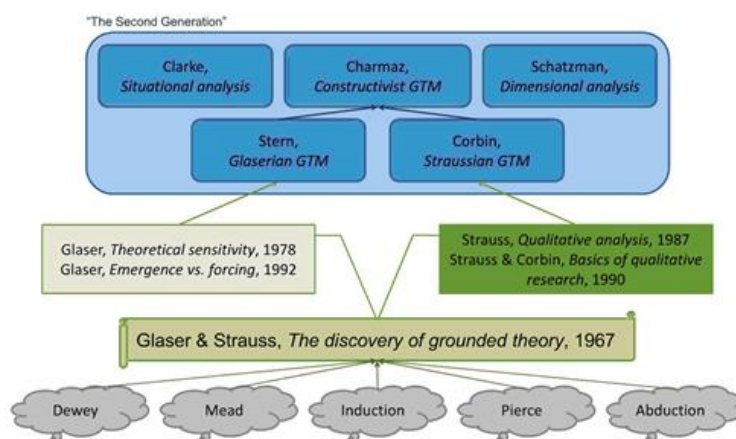 "The Second Generation"
Clarke,
Situational analysis
Charmaz,
Constructivist GTM
Schatzman,
Dimensional analysis
Stern,
Glaserian GTM
Corbin,
Straussian GTM
Glaser, Theoretical sensitivity, 1978
Glaser, Emergence vs. forcing, 1992
Strauss, Qualitative analysis, 1987
Strauss & Corbin, Basics of qualitative
research, 1990
Glaser & Strauss, The discovery of grounded theory, 1967
Dewey
Mead
Induction
Pierce
Abduction